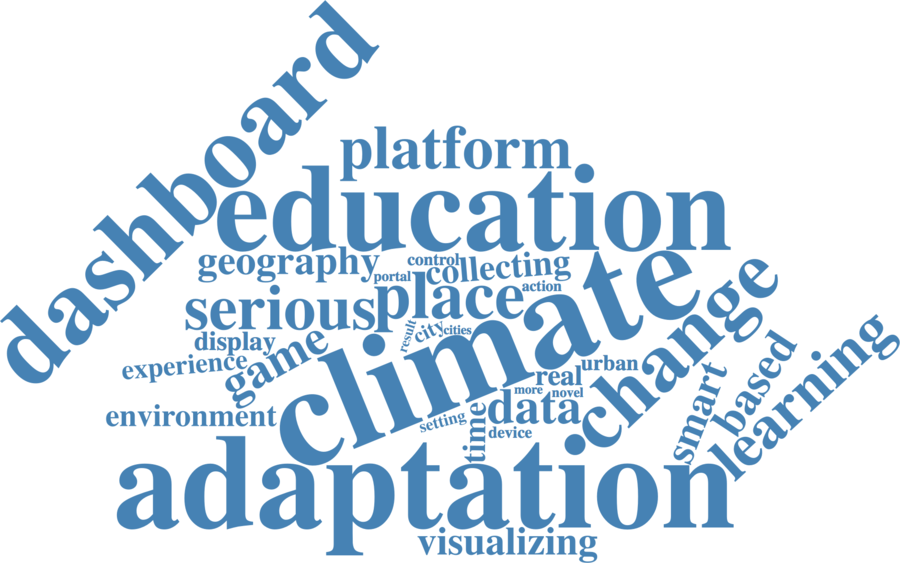 dashboard
platform
education
geography
control
collecting
portal
action
serious
place
climate
change
result
city
cities
display
experience
game
real
urban
more
novel
environment
data
based
smart
learning
setting
time
device
adaptation
visualizing